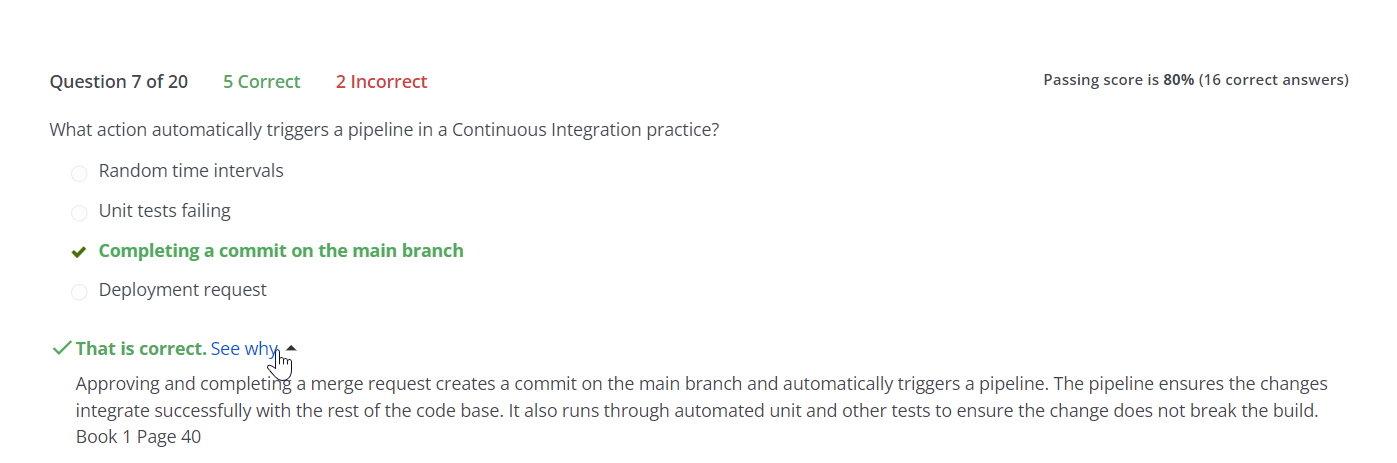 Question 7 of 20 5 Correct 2 Incorrect Passing score is 80% (16 correct answers)
What action automatically triggers a pipeline in a Continuous Integration practice?
Random time intervals
Unit tests failing
Completing a commit on the main branch
Deployment request
That is correct. See why
Approving and completing a merge request creates a commit on the main branch and automatically triggers a pipeline. The pipeline ensures the changes
integrate successfully with the rest of the code base. It also runs through automated unit and other tests to ensure the change does not break the build.
Book 1 Page 40